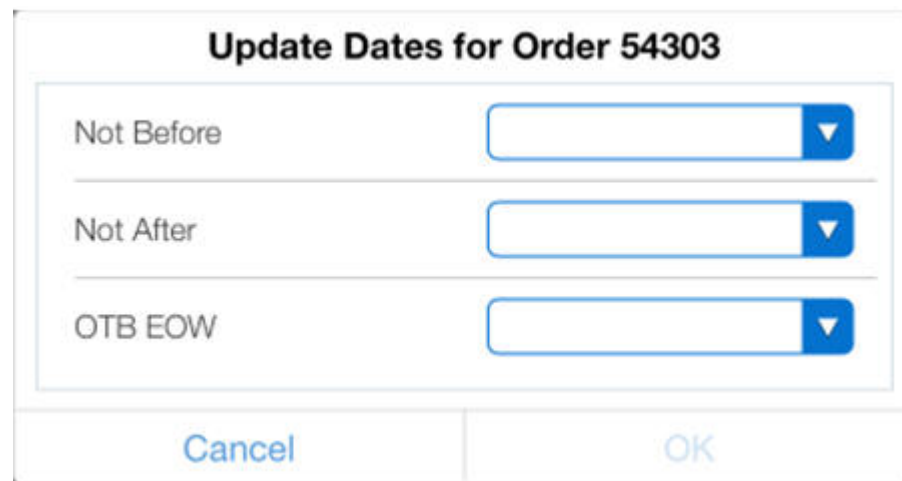 Update Dates for Order 54303
Not Before
Not After
OTB EOW
Cancel
OK